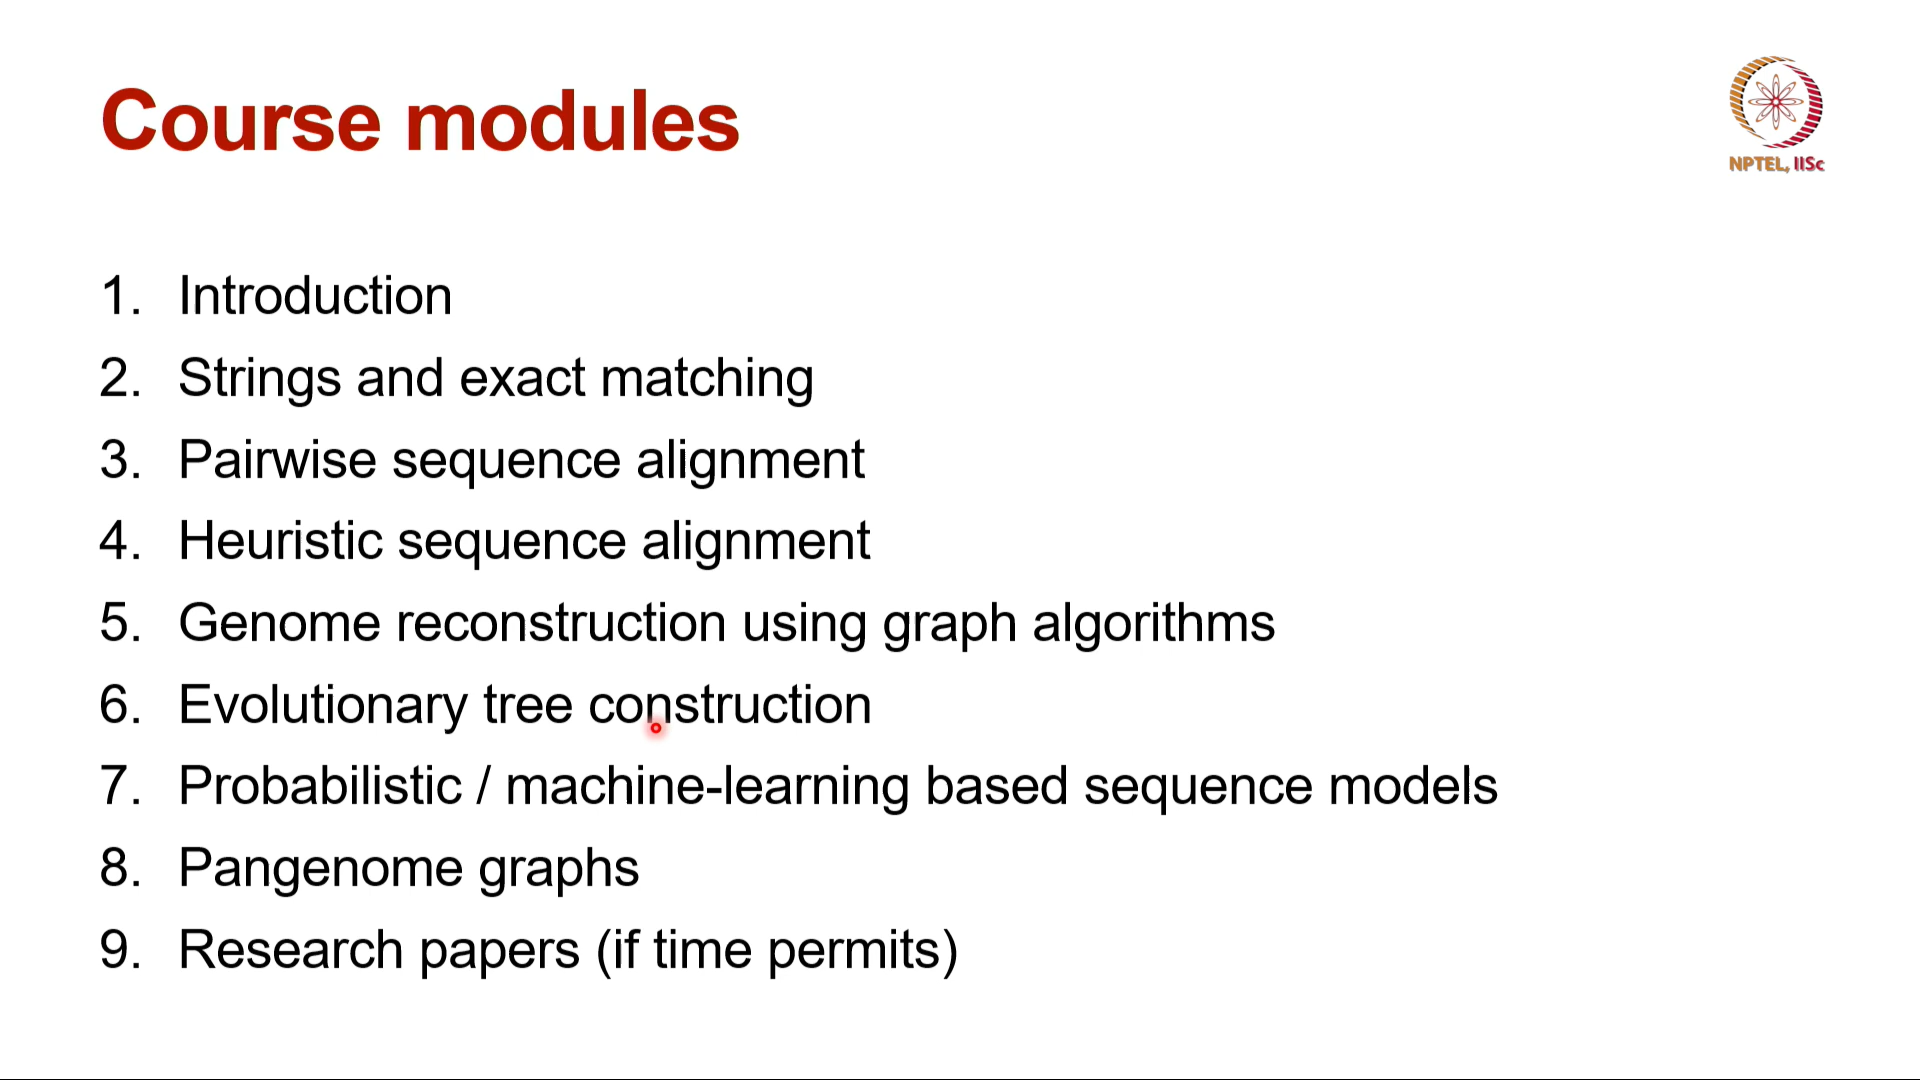 Course modules
NPTEL, IISc
1. Introduction
2. Strings and exact matching
3. Pairwise sequence alignment
4. Heuristic sequence alignment
5. Genome reconstruction using graph algorithms
6. Evolutionary tree construction
7. Probabilistic / machine-learning based sequence models
8. Pangenome graphs
9. Research papers (if time permits)